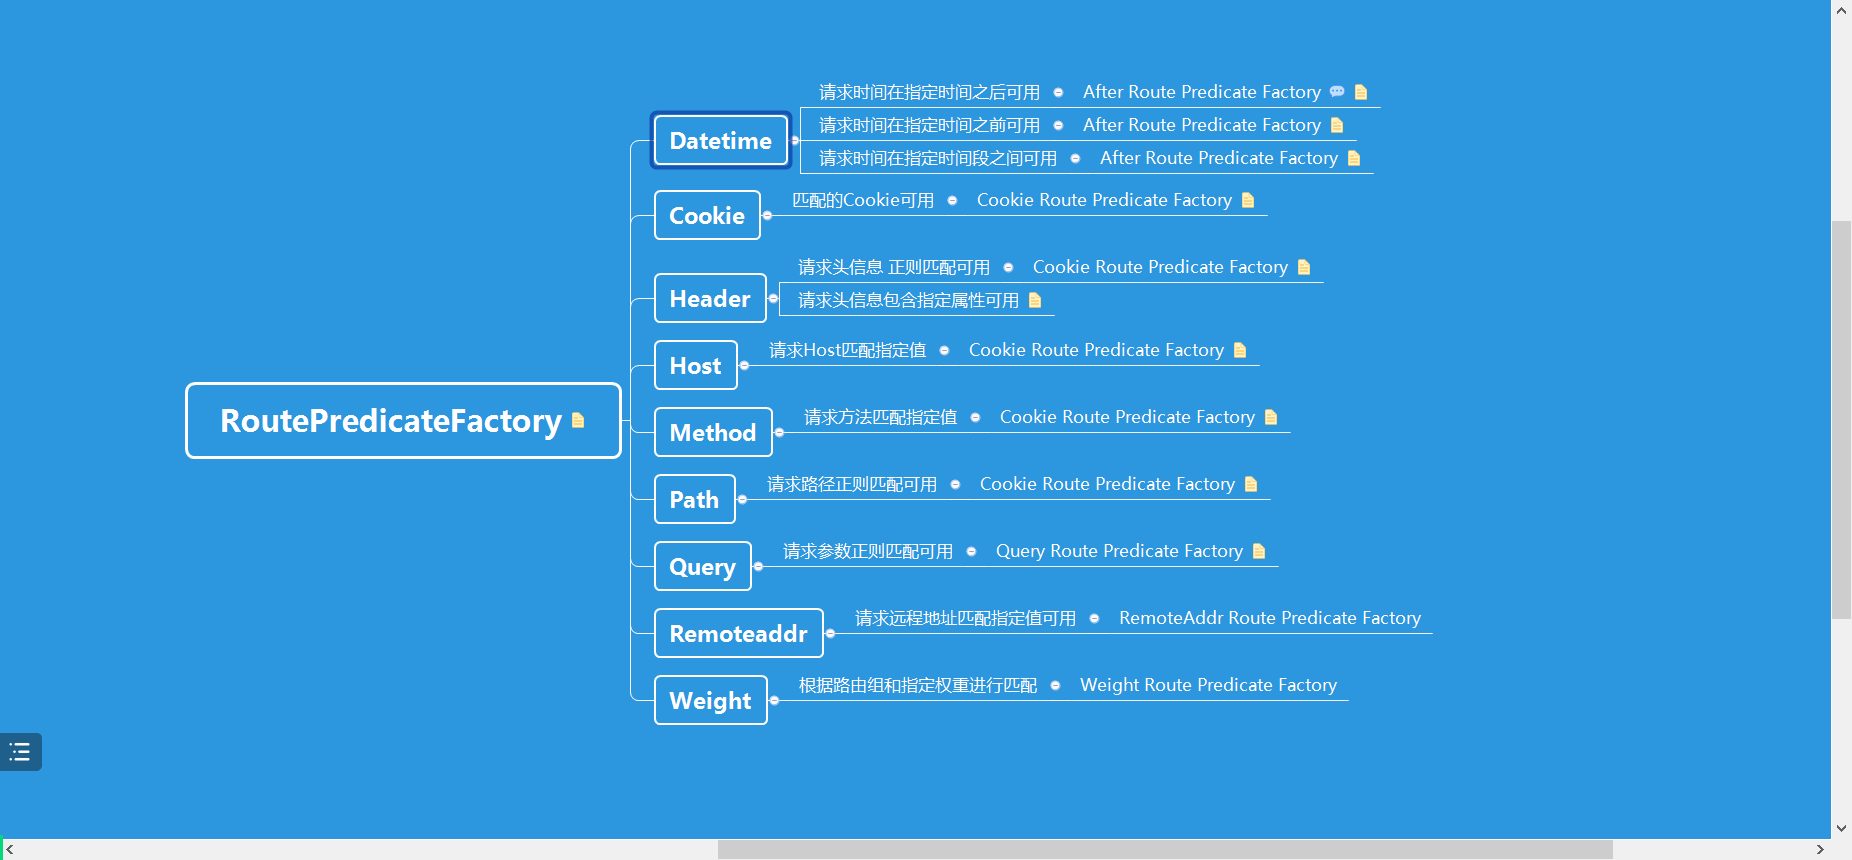 RoutePredicateFactory
Datetime
请求时间在指定时间之后可用 After Route Predicate Factory
请求时间在指定时间之前可用 After Route Predicate Factory
请求时间在指定时间段之间可用 After Route Predicate Factory
Cookie
匹配的Cookie可用 Cookie Route Predicate Factory
Header
请求头信息 正则匹配可用 Cookie Route Predicate Factory
请求头信息包含指定属性可用
Host
请求Host匹配指定值 Cookie Route Predicate Factory
Method
请求方法匹配指定值 Cookie Route Predicate Factory
Path
请求路径正则匹配可用 Cookie Route Predicate Factory
Query
请求参数正则匹配可用 Query Route Predicate Factory
Remoteaddr
请求远程地址匹配指定值可用 RemoteAddr Route Predicate Factory
Weight
根据路由组和指定权重进行匹配 Weight Route Predicate Factory